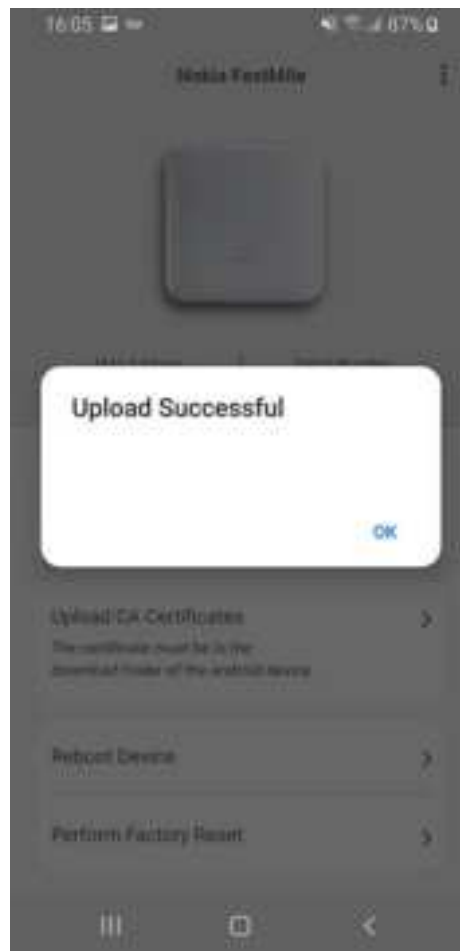 16:05
87%
Nokia FastMile
Upload Successful
OK
Upload CA Certificates
The certificate must be in the
download folder of the android device
Reboot Device
Perform Factory Reset